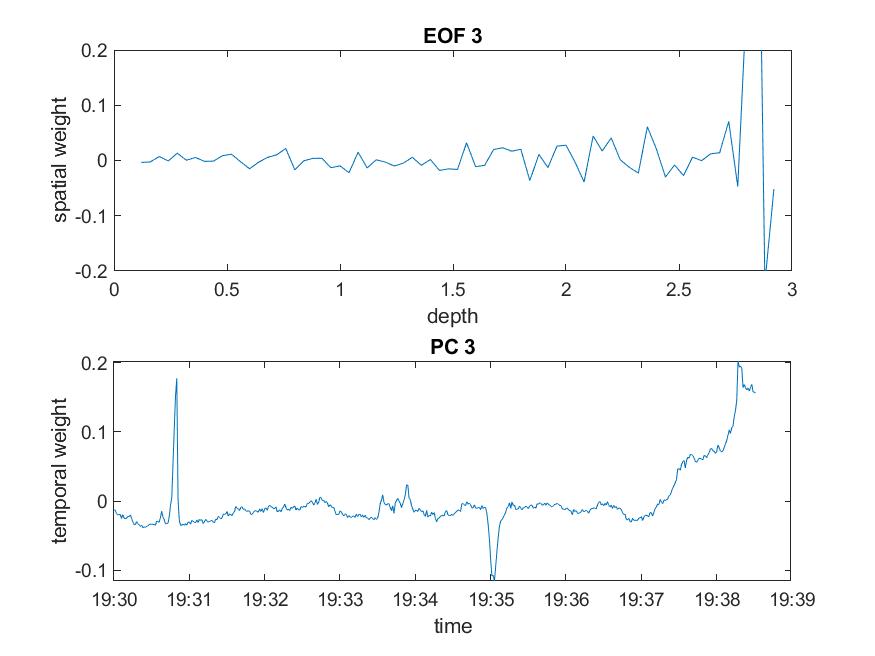 EOF 3
0.2
0.1
0
-0.1
-0.2
spatial weight
0 0.5 1 1.5 2 2.5 3
depth
PC 3
0.2
0.1
0
-0.1
temporal weight
19:30 19:31 19:32 19:33 19:34 19:35 19:36 19:37 19:38 19:39
time